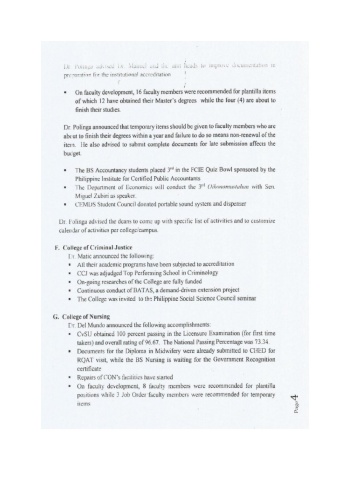 Dr. Polinga advised Dr. Manuel and the unit heads to improve documentation in
preparation for the institutional accreditation
• On faculty development, 16 faculty members were recommended for plantilla items
of which 12 have obtained their Master's degrees while the four (4) are about to
finish their studies.
Dr. Polinga announced that temporary items should be given to faculty members who are
about to finish their degrees within a year and failure to do so means non-renewal of the
item. He also advised to submit complete documents for late submission affects the
budget.
• The BS Accountancy students placed 3rd in the FCIE Quiz Bowl sponsored by the
Philippine Institute for Certified Public Accountants.
• The Department of Economics will conduct the 3rd with Sen.
Miguel Zubiri as speaker.
• CEMDS Student Council donated portable sound system and dispenser
Dr. Polinga advised the deans to come up with specific list of activities and to customize
calendar of activities per college/campus.
F. College of Criminal Justice
Dr. Matic announced the following:
• All their academic programs have been subjected to accreditation
• CCJ was adjudged Top Performing School in Criminology
• On-going researches of the College are fully funded
• Continuous conduct of BATAS, a demand-driven extension project
• The College was invited to the Philippine Social Science Council seminar
G. College of Nursing
Dr. Del Mundo announced the following accomplishments:
• CvSU obtained 100 percent passing in the Licensure Examination (for first time
takers) and overall rating of 96.67. The National Passing Percentage was 73.34.
• Documents for the Diploma in Midwifery were already submitted to CHED for
RQAT visit, while the BS Nursing is waiting for the Government Recognition
certificate
• Repairs of CON's facilities have started
• On faculty development, 8 faculty members were recommended for plantilla
positions while 3 Job Order faculty members were recommended for temporary
items
Page 4